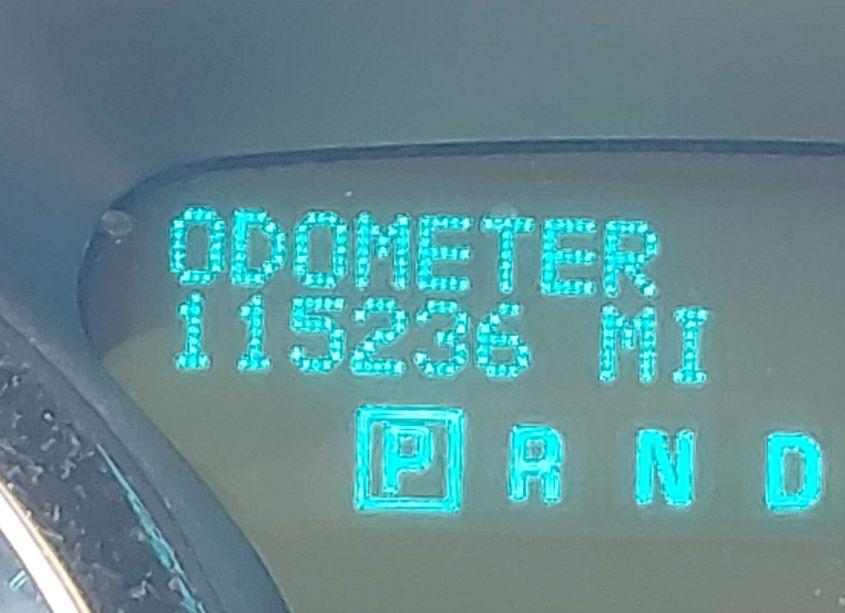 ODOMETER
115236 MI
P R N D